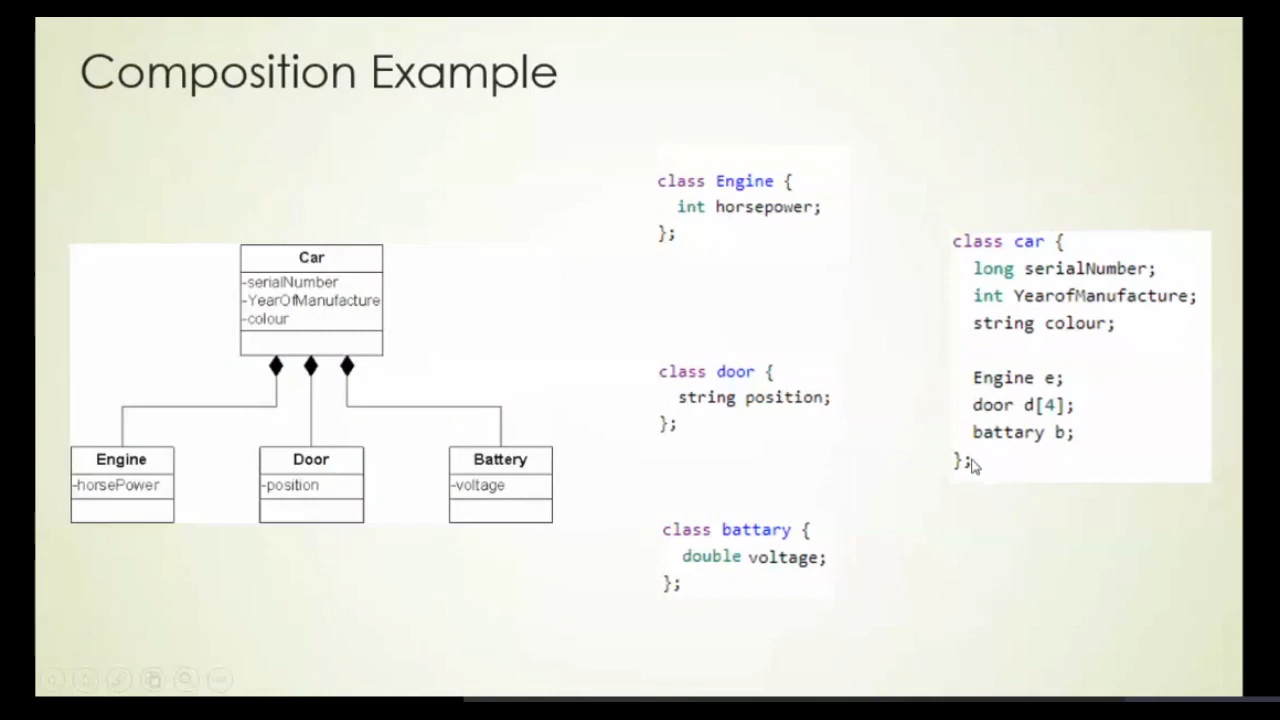 Composition Example
Car
-serialNumber
-YearOfManufacture
-colour
Engine
-horsePower
Door
-position
Battery
-voltage
class Engine {
int horsepower;
};
class door {
string position;
};
class battary {
double voltage;
};
class car {
long serialNumber;
int YearofManufacture;
string colour;
Engine e;
door d[4];
battary b;
};